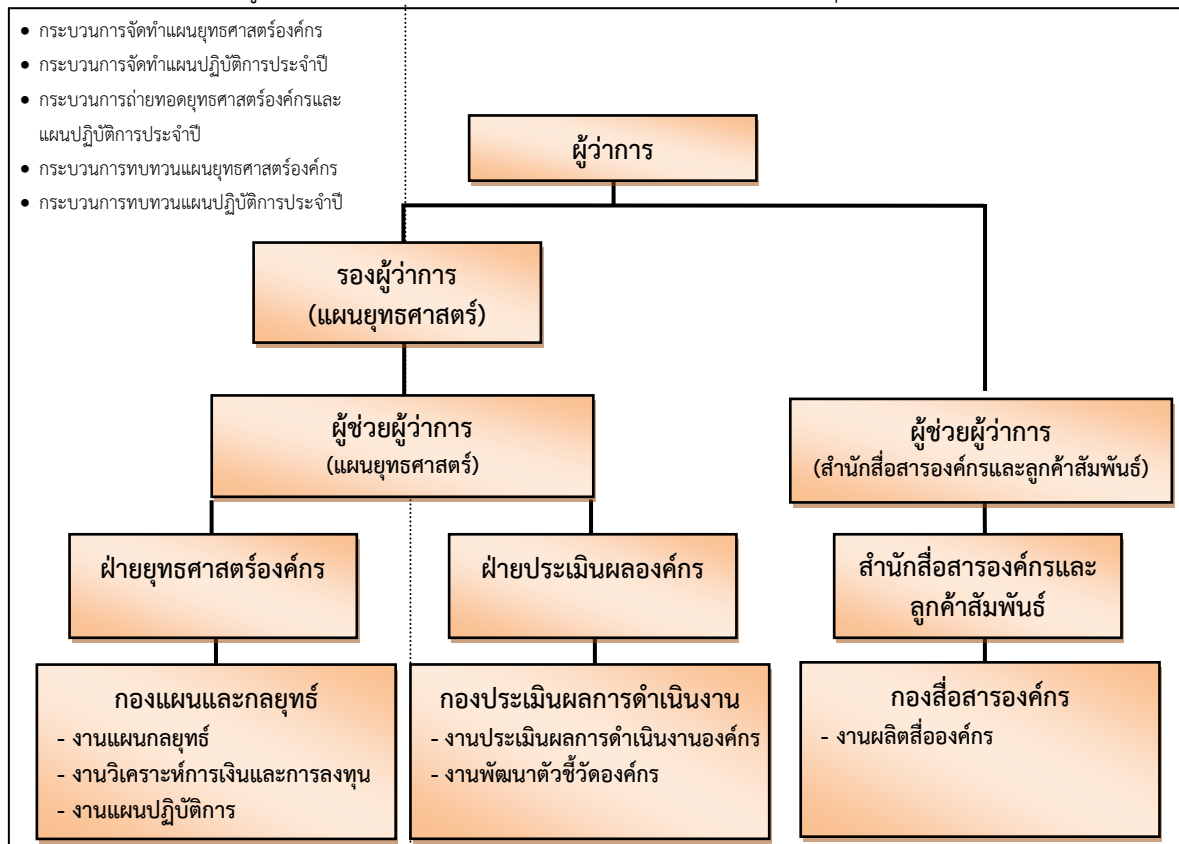 • กระบวนการจัดทำแผนยุทธศาสตร์องค์กร
• กระบวนการจัดทำแผนปฏิบัติการประจำปี
• กระบวนการถ่ายทอดยุทธศาสตร์องค์กรและ
แผนปฏิบัติการประจำปี
• กระบวนการทบทวนแผนยุทธศาสตร์องค์กร
• กระบวนการทบทวนแผนปฏิบัติการประจำปี
ผู้ว่าการ
รองผู้ว่าการ
(แผนยุทธศาสตร์)
ผู้ช่วยผู้ว่าการ
(แผนยุทธศาสตร์)
ผู้ช่วยผู้ว่าการ
(สำนักสื่อสารองค์กรและลูกค้าสัมพันธ์)
ฝ่ายยุทธศาสตร์องค์กร
ฝ่ายประเมินผลองค์กร
สำนักสื่อสารองค์กรและ
ลูกค้าสัมพันธ์
กองแผนและกลยุทธ์
- งานแผนกลยุทธ์
- งานวิเคราะห์การเงินและการลงทุน
- งานแผนปฏิบัติการ
กองประเมินผลการดำเนินงาน
- งานประเมินผลการดำเนินงานองค์กร
- งานพัฒนาตัวชี้วัดองค์กร
กองสื่อสารองค์กร
- งานผลิตสื่อองค์กร